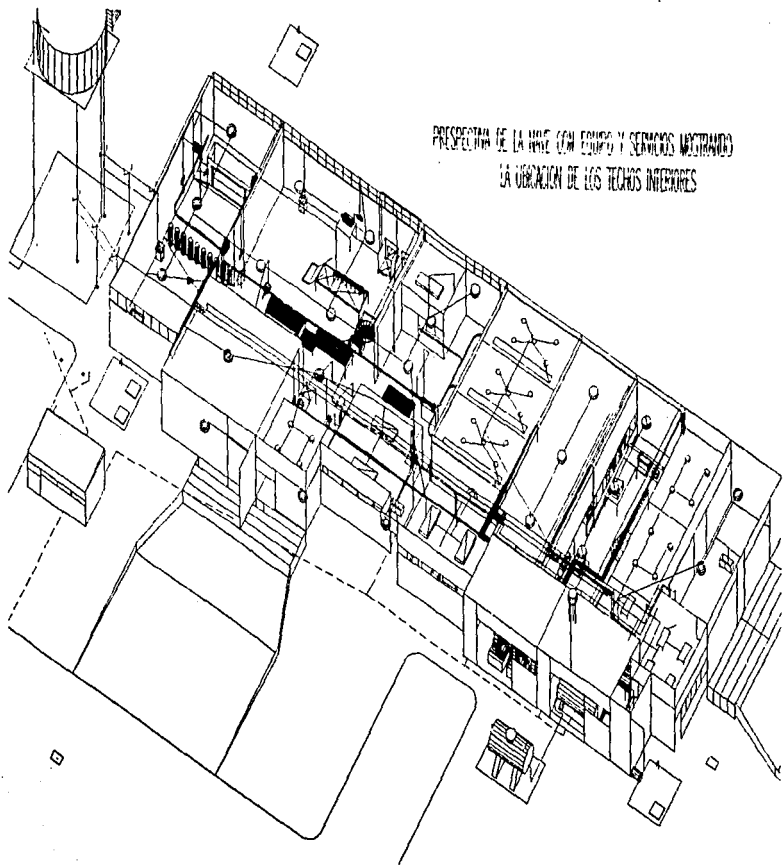 PRESPECTIVA DE LA NAVE CON EQUIPO Y SERVICIOS MOSTRANDO
LA UBICACION DE LOS TECHOS INTERIORES